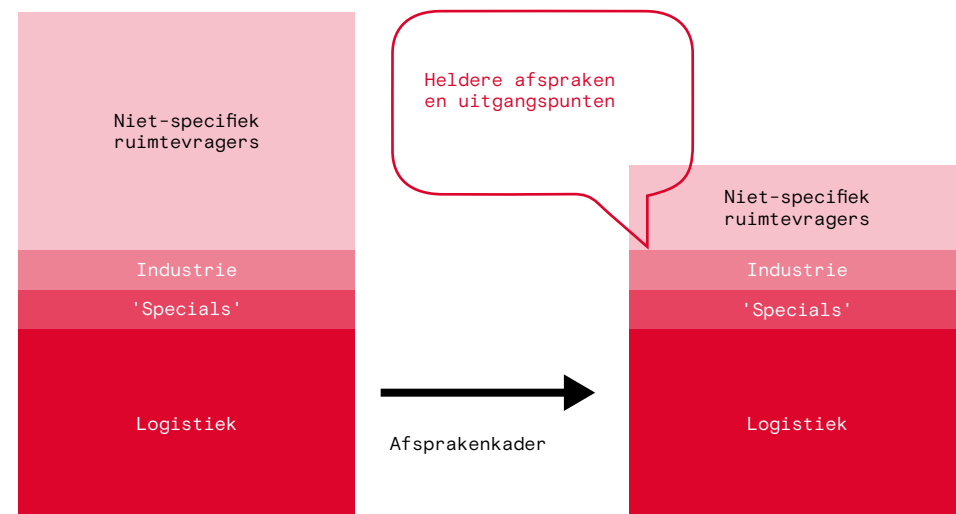 Niet-specifiek
ruimtevragers
Industrie
'Specials'
Logistiek
Heldere afspraken
en uitgangspunten
Afsprakenkader
Niet-specifiek
ruimtevragers
Industrie
'Specials'
Logistiek